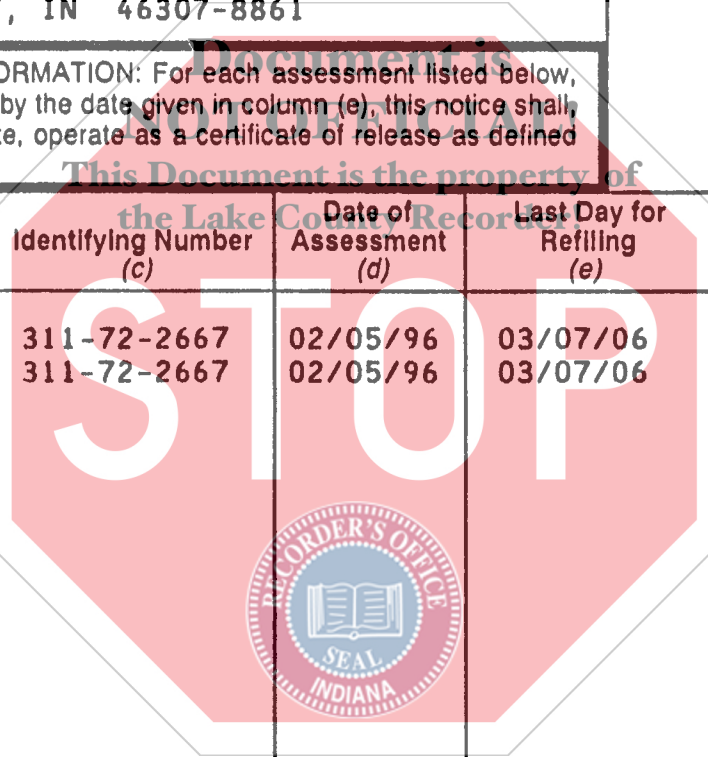 , IN 46307-8861
Document is
NOT OFFICIAL!
This Document is the property of
the Lake County Recorder!
ORMATION: For each assessment listed below,
by the date given in column (e), this notice shall,
te, operate as a certificate of release as defined
Identifying Number
(c)
Date of
Assessment
(d)
Last Day for
Refiling
(e)
311-72-2667 02/05/96 03/07/06
311-72-2667 02/05/96 03/07/06
STOP
RECORDER'S OFFICE
SEAL
INDIANA